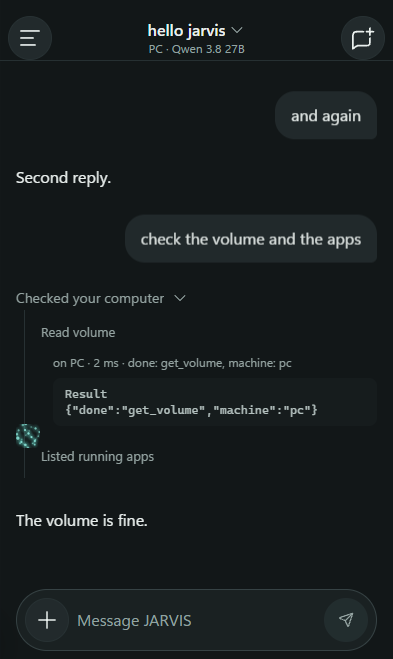 hello jarvis
PC · Qwen 3.8 27B
and again
Second reply.
check the volume and the apps
Checked your computer
Read volume
on PC · 2 ms · done: get_volume, machine: pc
Result
{"done":"get_volume","machine":"pc"}
Listed running apps
The volume is fine.
Message JARVIS